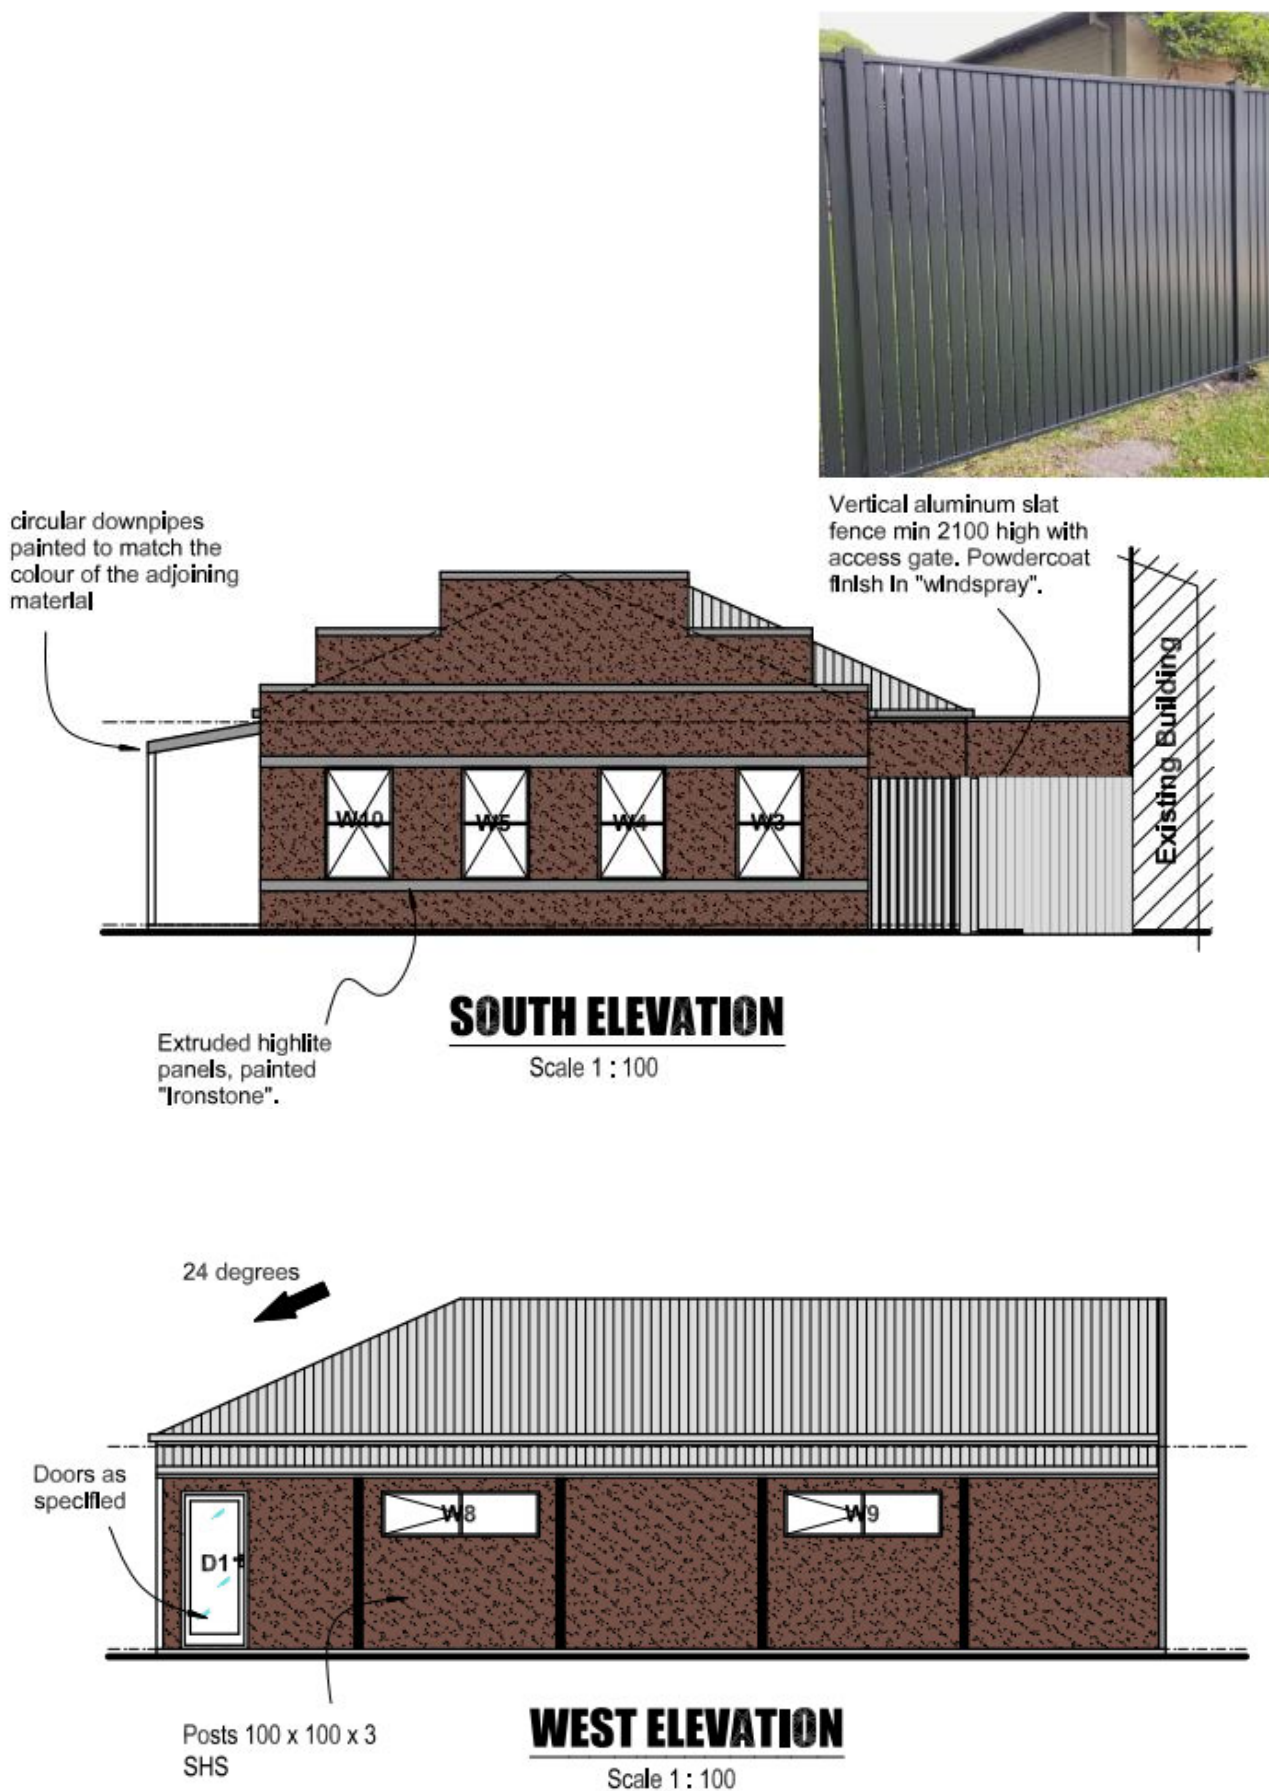 circular downpipes
painted to match the
colour of the adjoining
material
Vertical aluminum slat
fence min 2100 high with
access gate. Powdercoat
finish in "windspray".
Existing Building
W10
W5
W4
W3
Extruded highlite
panels, painted
"Ironstone".
SOUTH ELEVATION
Scale 1 : 100
24 degrees
Doors as
specified
W8
W9
D11
Posts 100 x 100 x 3
SHS
WEST ELEVATION
Scale 1 : 100